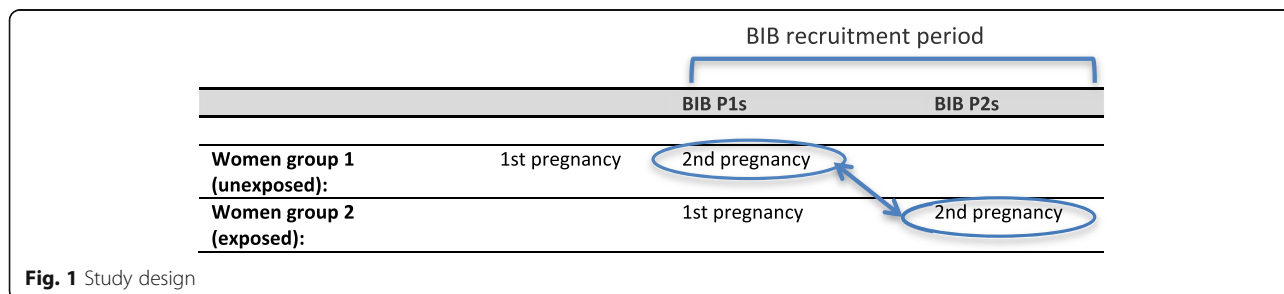 BIB recruitment period
BIB P1s BIB P2s
Women group 1 1st pregnancy 2nd pregnancy
(unexposed):
Women group 2 1st pregnancy 2nd pregnancy
(exposed):
Fig. 1 Study design